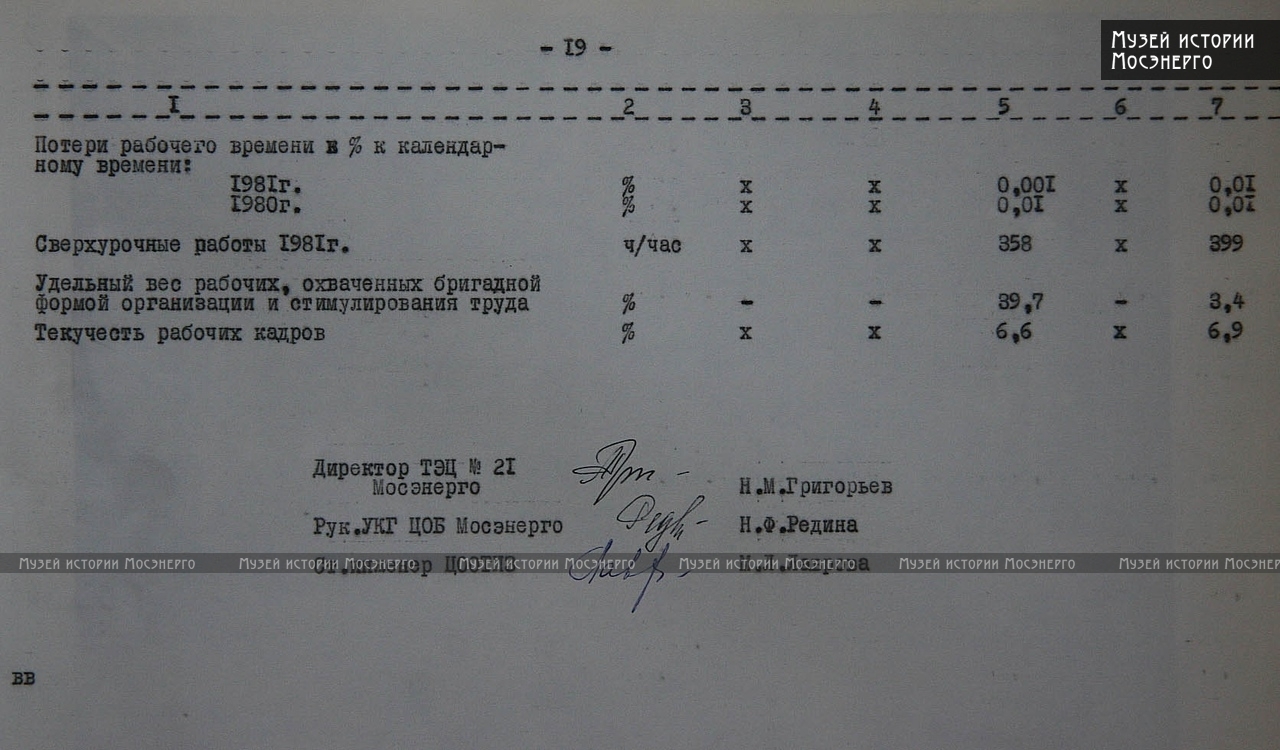 - 19 -
Музей истории
Мосэнерго
I 2 3 4 5 6 7
Потери рабочего времени в % к календар-
ному времени:
I98Iг. % х х 0,00I х 0,0I
I980г. % х х 0,0I х 0,0I
Сверхурочные работы I98Iг. ч/час х х 358 х 399
Удельный вес рабочих, охваченных бригадной
формой организации и стимулирования труда % - - 39,7 - 3,4
Текучесть рабочих кадров % х х 6,6 х 6,9
Директор ТЭЦ № 2I
Мосэнерго Н.М.Григорьев
Рук.УКГ ЦОБ Мосэнерго Н.Ф.Редина
Музей истории Мосэнерго Музей истории Мосэнерго Музей истории Мосэнерго Музей истории Мосэнерго Музей истории Мосэнерго Музей истории Мосэнер
Ст.инженер
вв